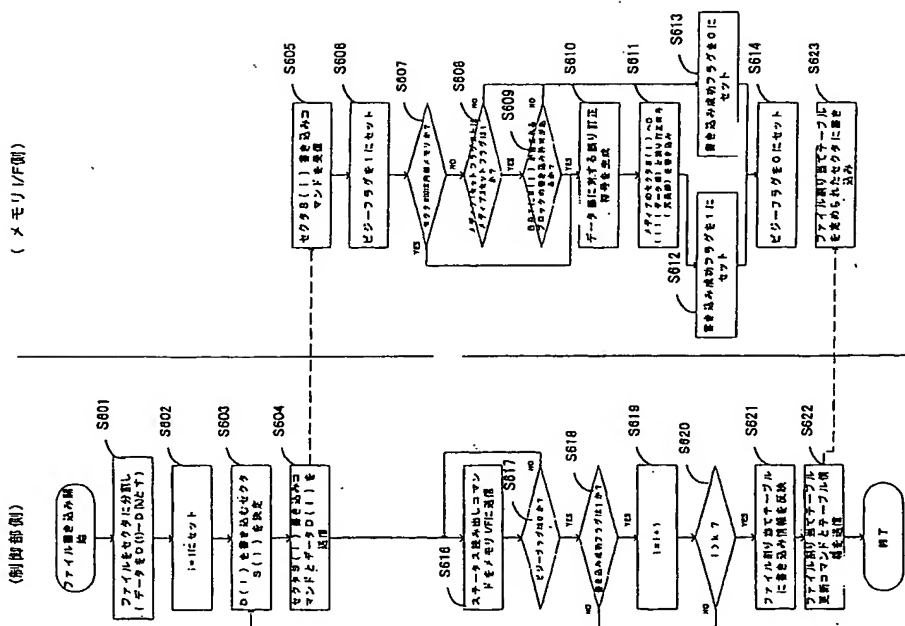 (制御部側)
ファイル書き込み開
始
S601
ファイルをセクタに分割し
(データをD(1)~D(k)とす)
S602
i=1にセット
S603
D(i)を書き込むセクタ
S(i)を決定
S604
セクタS(i)書き込みコ
マンドとデータD(i)を
送信
S616
ステータス読み出しコマン
ドをメモリI/Fに送信
S617
ビジーフラグは0か?
NO
YES
S618
書き込み成功フラグは1か?
NO
YES
S619
i=i+1
S620
i>k?
NO
YES
S621
ファイル割り当てテーブル
に書き込み情報を反映
S622
ファイル割り当てテーブル
更新コマンドとテーブル情
報を送信
終了
(メモリI/F側)
S605
セクタS(i)書き込みコ
マンドを受信
S606
ビジーフラグを1にセット
S607
YES
NO
S608
NO
YES
S609
NO
YES
S610
データ部に対する誤り訂正
符号を生成
S611
S612
書き込み成功フラグを1に
セット
S613
書き込み成功フラグを0に
セット
S614
ビジーフラグを0にセット
S623
ファイル割り当てテーブル
を定められたセクタに書き
込み